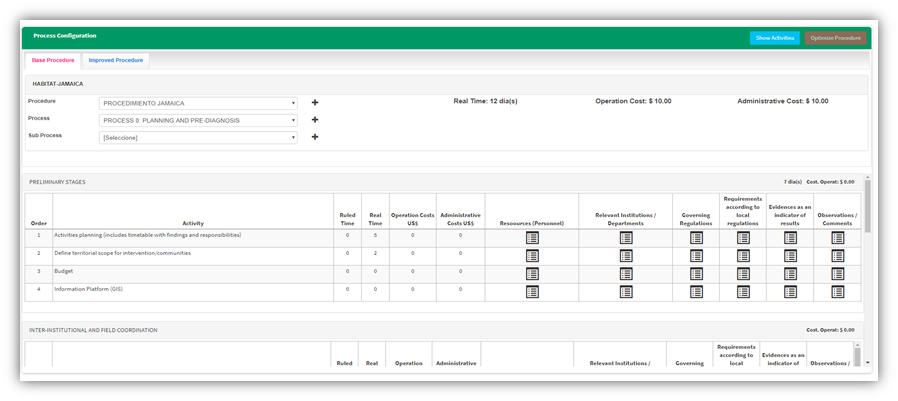 Process Configuration
Show Activities
Optimize Procedure
Base Procedure
Improved Procedure
HABITAT-JAMAICA
Procedure
PROCEDIMIENTO JAMAICA
Real Time: 12 dia(s)
Operation Cost: $ 10.00
Administrative Cost: $ 10.00
Process
PROCESS 0: PLANNING AND PRE-DIAGNOSIS
Sub Process
[Seleccione]
PRELIMINARY STAGES
7 dia(s) Cost. Operat: $ 0.00
Order
Activity
Ruled Time
Real Time
Operation Costs US$
Administrative Costs US$
Ressources (Personnel)
Relevant Institutions / Departments
Governing Regulations
Requirements according to local regulations
Evidences as an indicator of results
Observations / Comments
1 Activities planning (includes timetable with findings and responsibilities) 0 5 0 0
2 Define territorial scope for intervention/communities 0 2 0 0
3 Budget 0 0 0 0
4 Information Platform (GIS) 0 0 0 0
INTER-INSTITUTIONAL AND FIELD COORDINATION
Cost. Operat: $ 0.00
Ruled
Real
Operation
Administrative
Relevant Institutions /
Governing
Requirements according to local
Evidences as an indicator of
Observations /